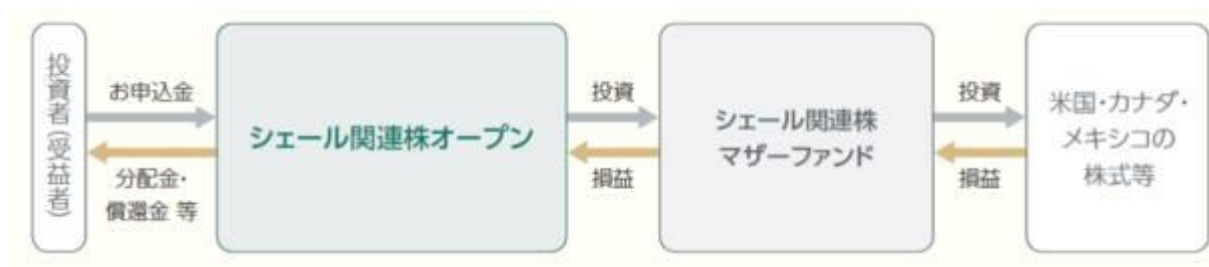 投資者(受益者)
お申込金
分配金・
償還金 等
シェール関連株オープン
投資
損益
シェール関連株
マザーファンド
投資
損益
米国・カナダ・
メキシコの
株式等